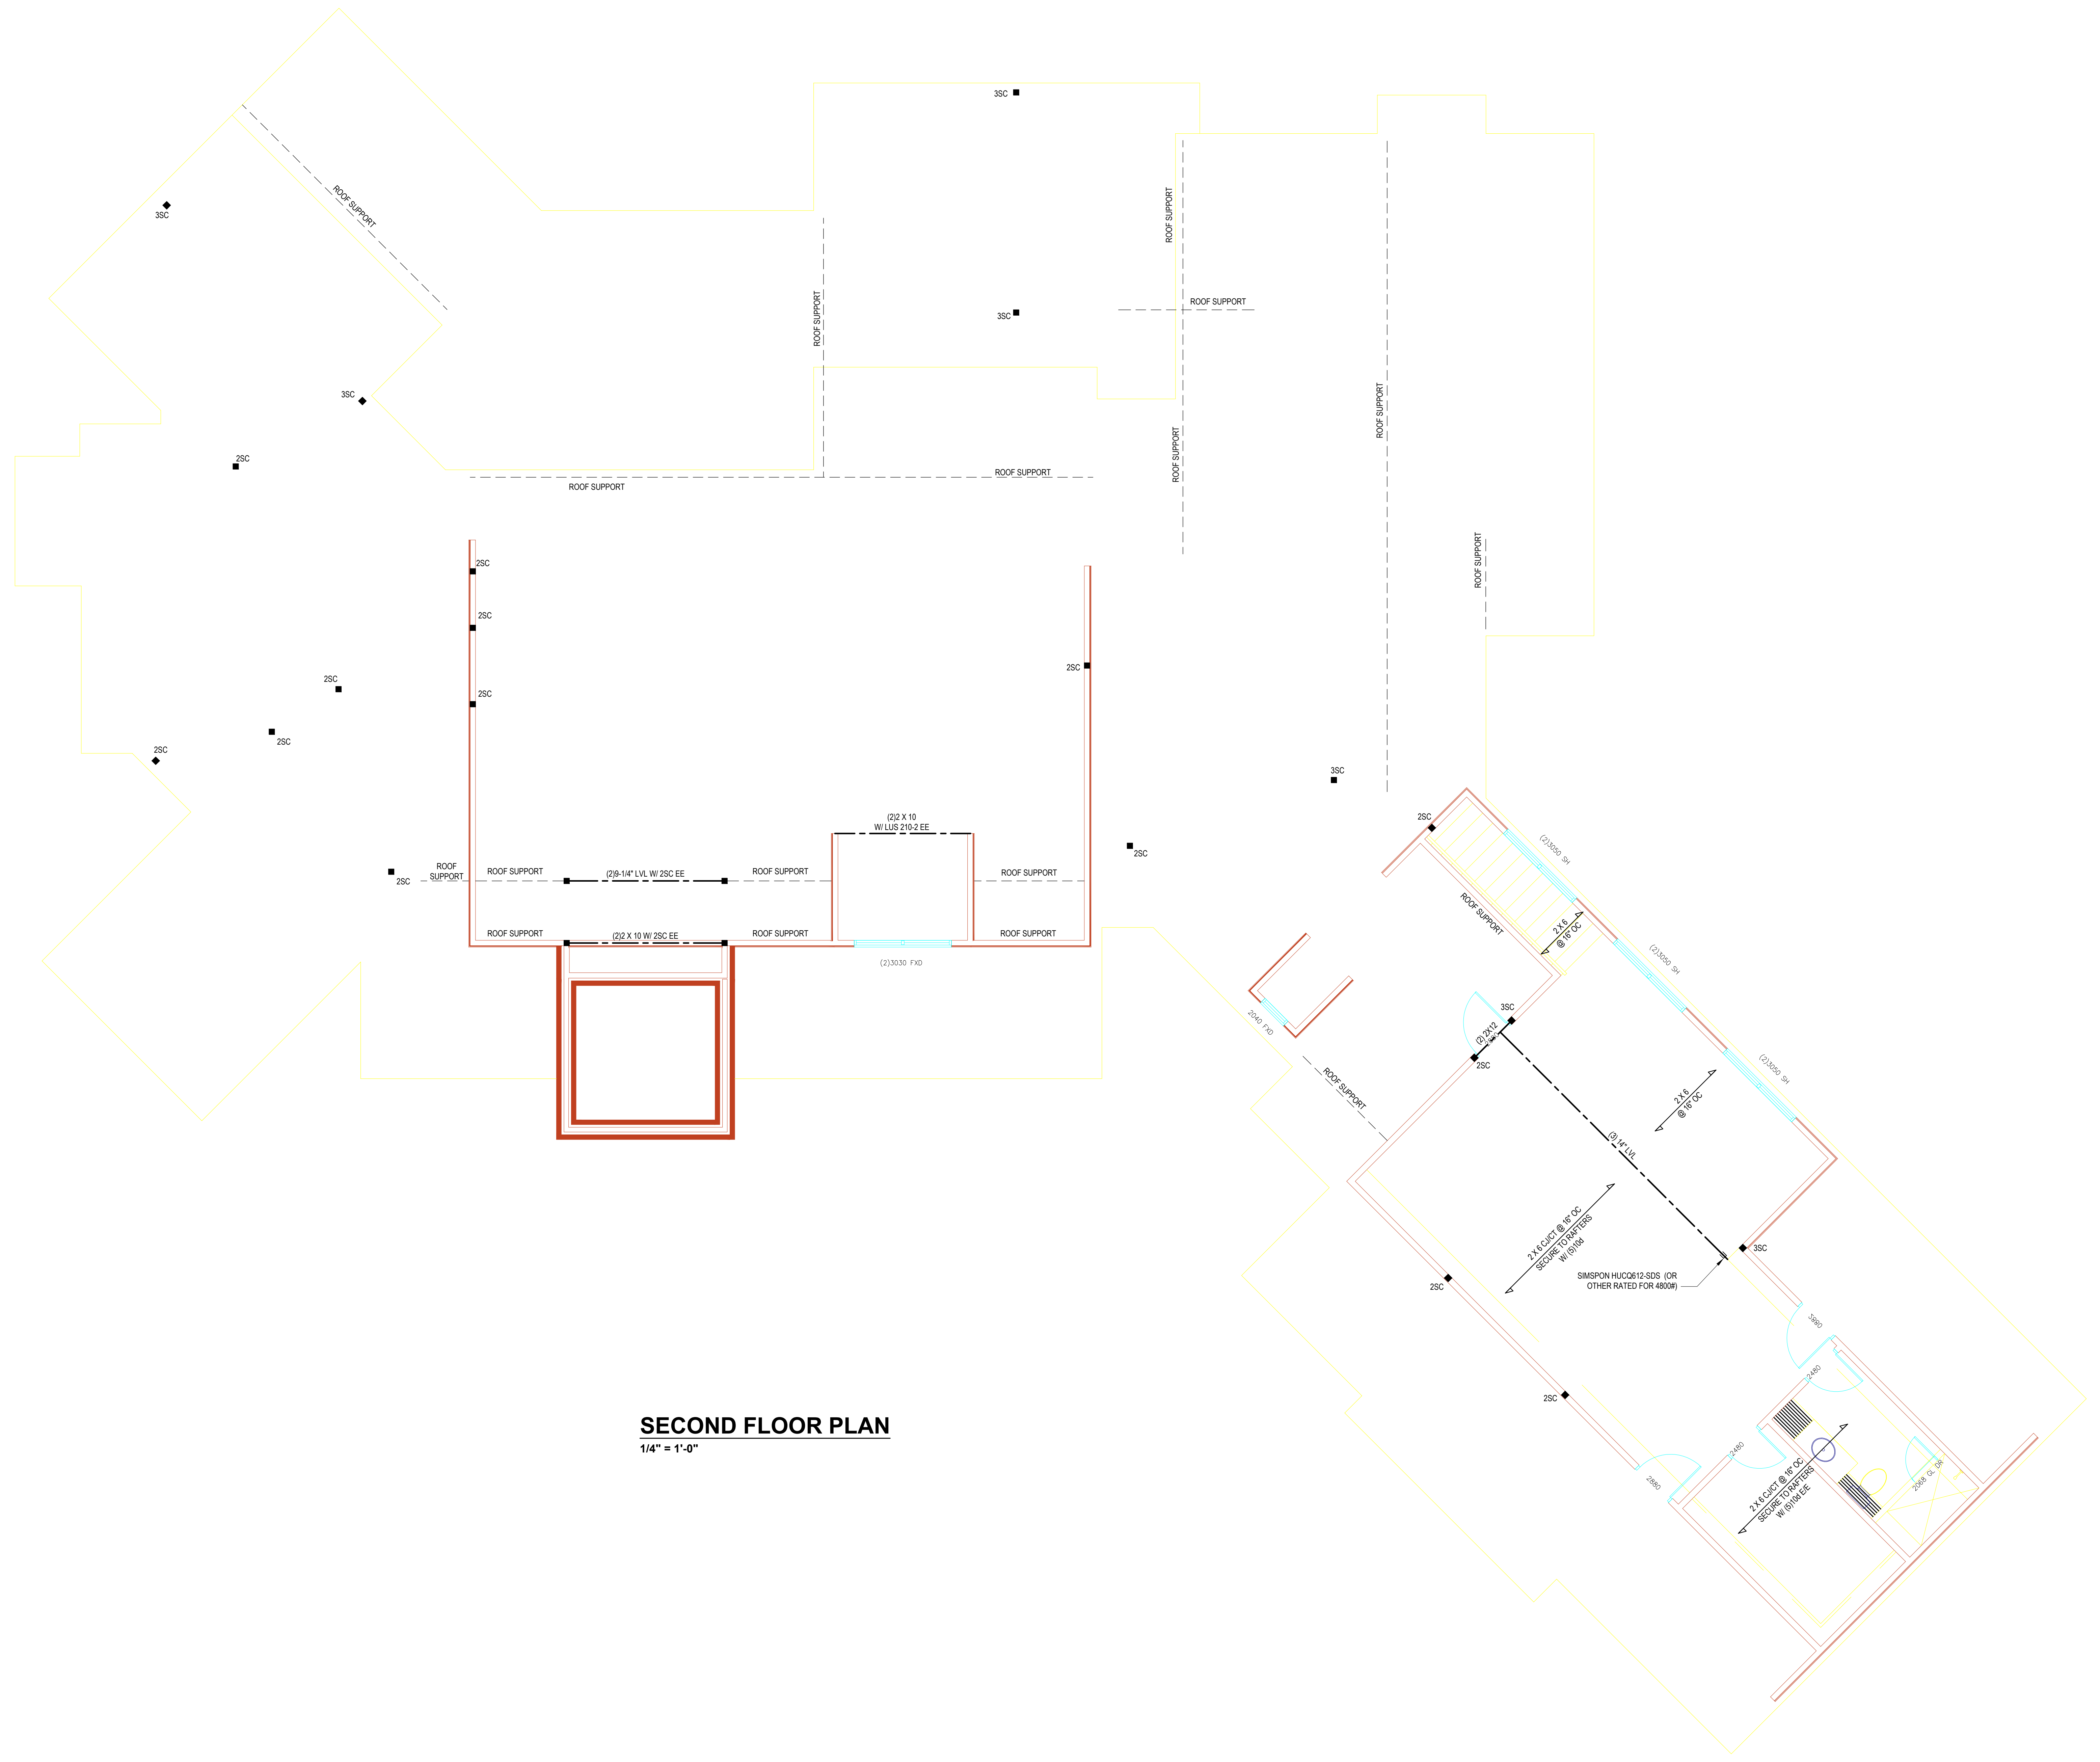 3SC
3SC
ROOF SUPPORT
ROOF SUPPORT
3SC
ROOF SUPPORT
3SC
ROOF SUPPORT
3SC
ROOF SUPPORT
ROOF SUPPORT
2SC
ROOF SUPPORT
ROOF SUPPORT
ROOF SUPPORT
2SC
2SC
2SC
2SC
2SC
2SC
2SC
3SC
(2)2 X 10
W/ LUS 210-2 EE
2SC
2SC
2SC
ROOF
SUPPORT
ROOF SUPPORT
(2)9-1/4" LVL W/ 2SC EE
ROOF SUPPORT
ROOF SUPPORT
ROOF SUPPORT
(2)2 X 10 W/ 2SC EE
ROOF SUPPORT
ROOF SUPPORT
(2)3030 FXD
(2)3050 SH
ROOF SUPPORT
2 X 6
@ 16" OC
(2)3050 SH
2040 FXD
3SC
(2) 2X12
2SC
(2)3050 SH
ROOF SUPPORT
2 X 6
@ 16" OC
(3) 14" LVL
2 X 6 CJ/CT @ 16" OC
SECURE TO RAFTERS
W/ (5)10d
3SC
SIMSPON HUCQ612-SDS (OR
OTHER RATED FOR 4800#)
2SC
3880
2480
2SC
2480
2880
2068 GL DR
2 X 6 CJ/CT @ 16" OC
SECURE TO RAFTERS
W/ (5)10d E/E
SECOND FLOOR PLAN
1/4" = 1'-0"